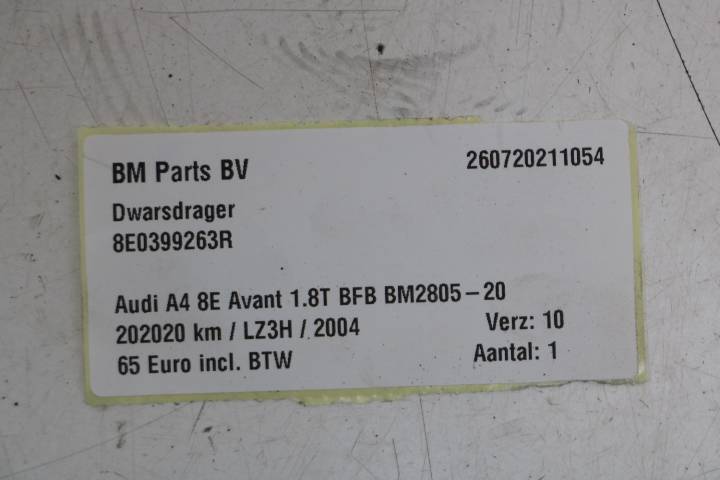 BM Parts BV 260720211054
Dwarsdrager
8E0399263R
Audi A4 8E Avant 1.8T BFB BM2805-20
202020 km / LZ3H / 2004 Verz: 10
65 Euro incl. BTW Aantal: 1